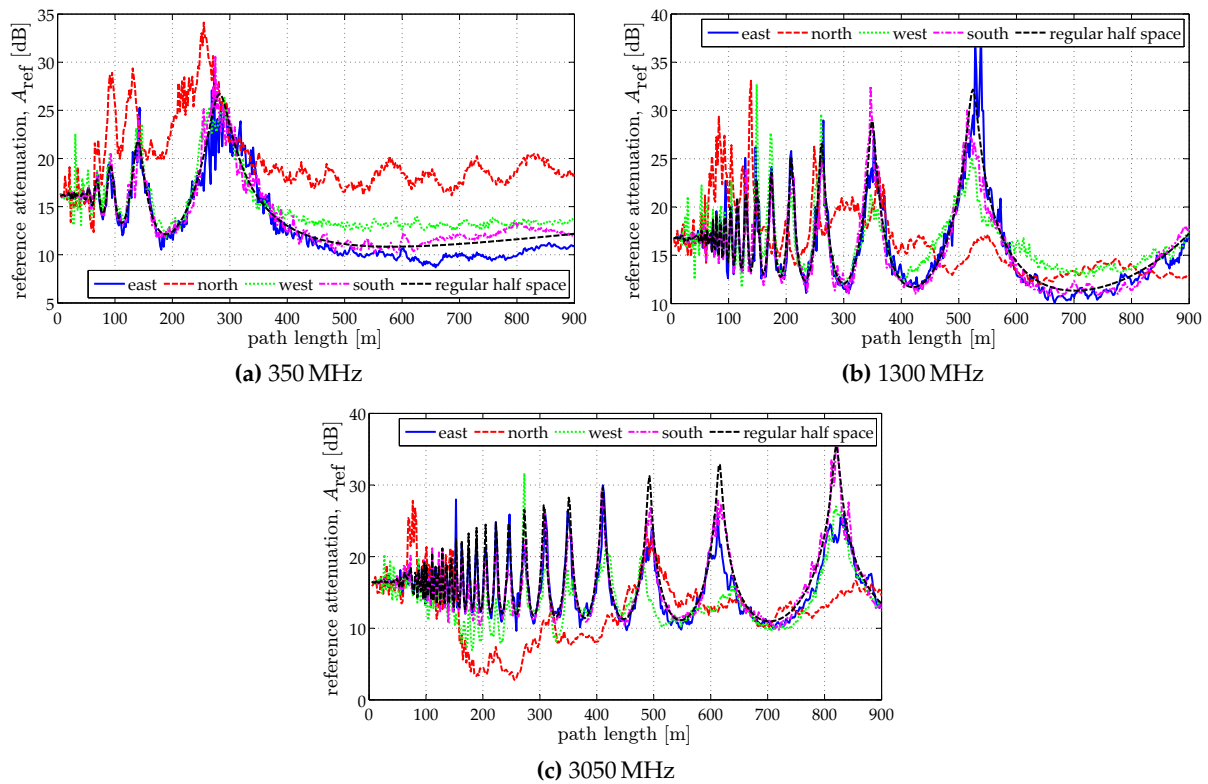 35
30
25
20
15
10
5
reference attenuation, A_ref [dB]
east north west south regular half space
0 100 200 300 400 500 600 700 800 900
path length [m]
(a) 350 MHz
40
35
30
25
20
15
10
reference attenuation, A_ref [dB]
east north west south regular half space
0 100 200 300 400 500 600 700 800 900
path length [m]
(b) 1300 MHz
40
30
20
10
0
reference attenuation, A_ref [dB]
east north west south regular half space
0 100 200 300 400 500 600 700 800 900
path length [m]
(c) 3050 MHz